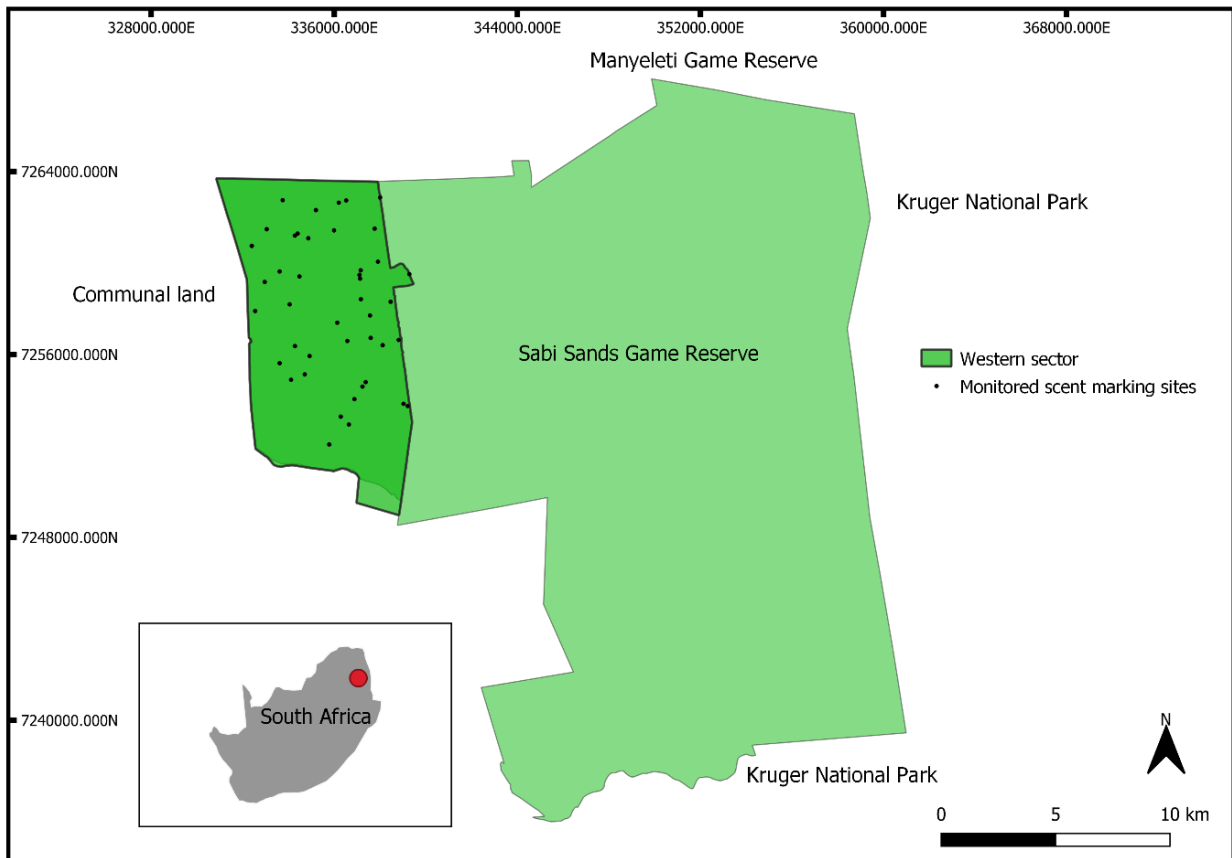 328000.000E 336000.000E 344000.000E 352000.000E 360000.000E 368000.000E
Manyeleti Game Reserve
7264000.000N
Kruger National Park
Communal land
7256000.000N
Sabi Sands Game Reserve
Western sector
Monitored scent marking sites
7248000.000N
South Africa
7240000.000N
N
Kruger National Park
0 5 10 km